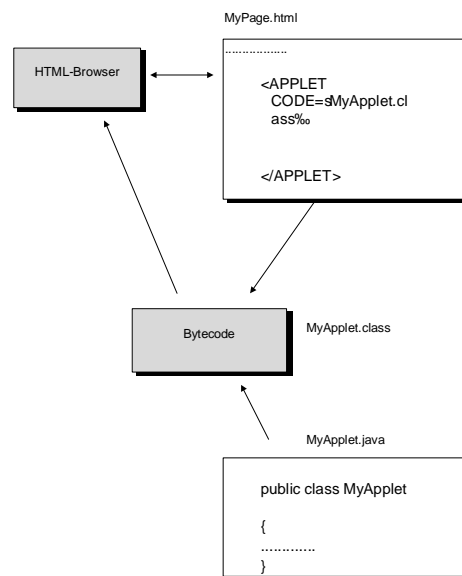 MyPage.html
..................
HTML-Browser
<APPLET
CODE=sMyApplet.cl
ass‰
</APPLET>
Bytecode
MyApplet.class
MyApplet.java
public class MyApplet
{
.............
}